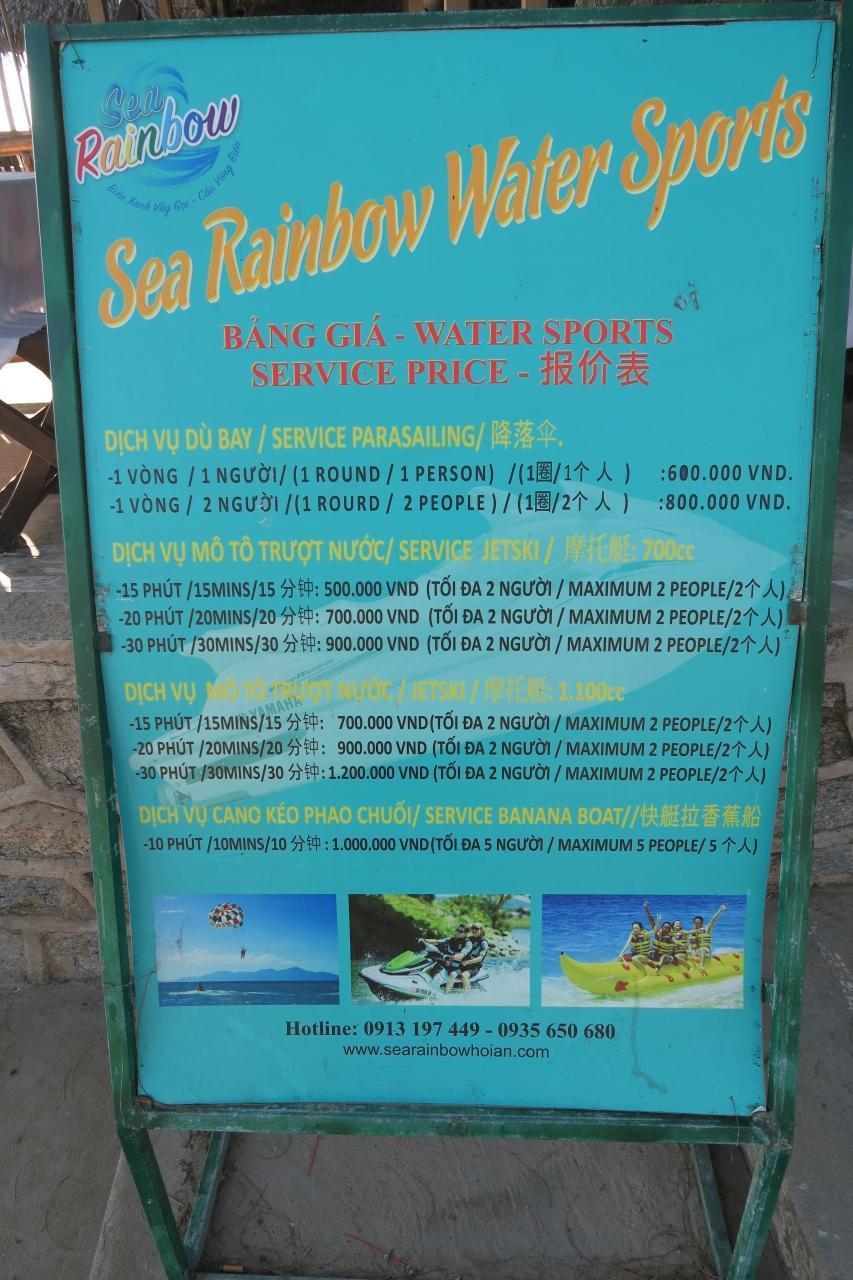 Sea
Rainbow
Biển Xanh Vẫy Gọi - Cầu Vồng Biển
Sea Rainbow Water Sports
BẢNG GIÁ - WATER SPORTS
SERVICE PRICE - 报价表
DỊCH VỤ DÙ BAY / SERVICE PARASAILING/ 降落伞.
-1 VÒNG / 1 NGƯỜI/ (1 ROUND / 1 PERSON) /(1圈/1个 人 ) :600.000 VND.
-1 VÒNG / 2 NGƯỜI /(1 ROURD / 2 PEOPLE ) / (1圈/2个 人 ) :800.000 VND.
DỊCH VỤ MÔ TÔ TRƯỢT NƯỚC/ SERVICE JETSKI / 摩托艇: 700cc
-15 PHÚT /15MINS/15 分钟: 500.000 VND (TỐI ĐA 2 NGƯỜI / MAXIMUM 2 PEOPLE/2个人)
-20 PHÚT /20MINS/20 分钟: 700.000 VND (TỐI ĐA 2 NGƯỜI / MAXIMUM 2 PEOPLE/2个人)
-30 PHÚT /30MINS/30 分钟: 900.000 VND (TỐI ĐA 2 NGƯỜI / MAXIMUM 2 PEOPLE/2个人)
DỊCH VỤ MÔ TÔ TRƯỢT NƯỚC / JETSKI / 摩托艇: 1.100cc
YAMAHA
-15 PHÚT /15MINS/15 分钟: 700.000 VND(TỐI ĐA 2 NGƯỜI / MAXIMUM 2 PEOPLE/2个人)
-20 PHÚT /20MINS/20 分钟: 900.000 VND(TỐI ĐA 2 NGƯỜI / MAXIMUM 2 PEOPLE/2个人)
-30 PHÚT /30MINS/30 分钟: 1.200.000 VND(TỐI ĐA 2 NGƯỜI / MAXIMUM 2 PEOPLE/2个人)
DỊCH VỤ CANO KÉO PHAO CHUỐI/ SERVICE BANANA BOAT//快艇拉香蕉船
-10 PHÚT /10MINS/10 分钟 : 1.000.000 VND(TỐI ĐA 5 NGƯỜI / MAXIMUM 5 PEOPLE/ 5 个人)
Hotline: 0913 197 449 - 0935 650 680
www.searainbowhoian.com